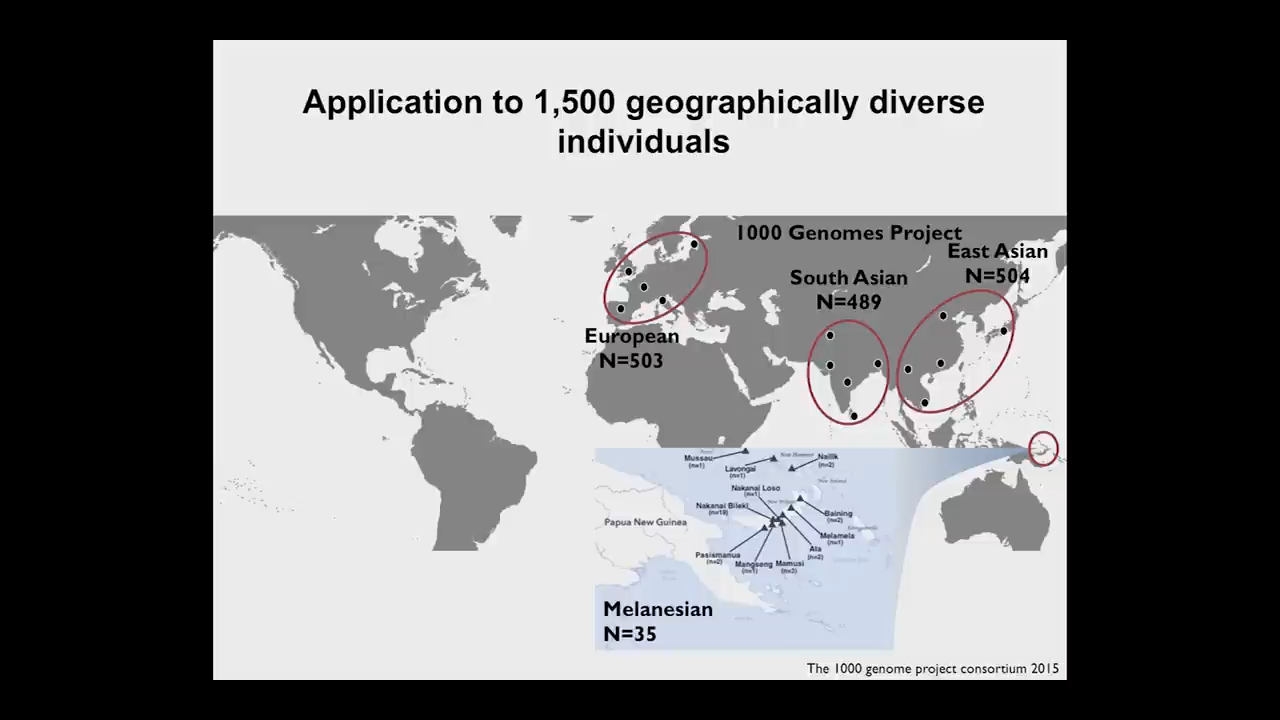 Application to 1,500 geographically diverse
individuals
1000 Genomes Project
East Asian
N=504
South Asian
N=489
European
N=503
Mussau
(n=1)
Lavongai
(n=1)
Nailik
(n=2)
Nakanai Loso
(n=1)
Nakanai Bileki
(n=19)
Baining
(n=2)
Melamela
(n=1)
Papua New Guinea
Ala
(n=2)
Pasismanua
(n=2)
Mangseng
(n=1)
Mamusi
(n=3)
Melanesian
N=35
The 1000 genome project consortium 2015